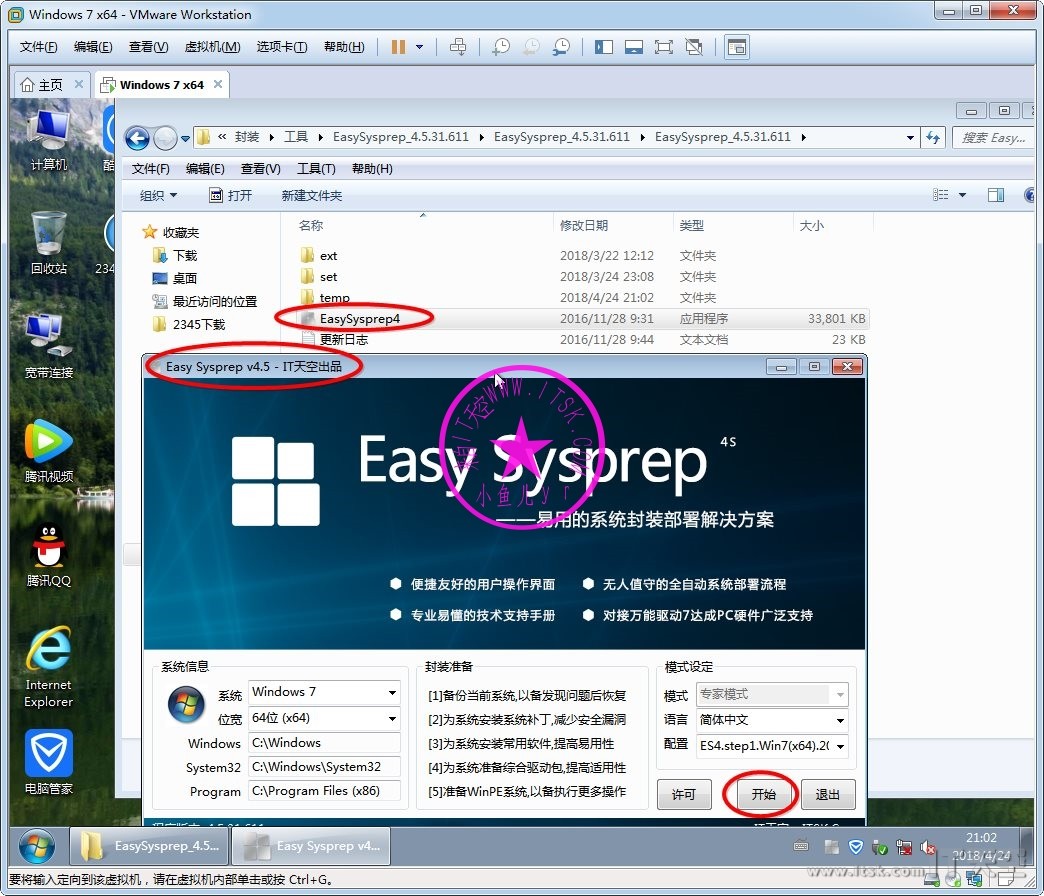 Windows 7 x64 - VMware Workstation
文件(F) 编辑(E) 查看(V) 虚拟机(M) 选项卡(T) 帮助(H)
主页 Windows 7 x64
« 封装 工具 EasySysprep_4.5.31.611 EasySysprep_4.5.31.611 EasySysprep_4.5.31.611 搜索 Easy...
文件(F) 编辑(E) 查看(V) 工具(T) 帮助(H)
组织 打开 新建文件夹
计算机
回收站
234
宽带连接
腾讯视频
腾讯QQ
Internet
Explorer
电脑管家
收藏夹
下载
桌面
最近访问的位置
2345下载
名称 修改日期 类型 大小
ext 2018/3/22 12:12 文件夹
set 2018/3/24 23:08 文件夹
temp 2018/4/24 21:02 文件夹
EasySysprep4 2016/11/28 9:31 应用程序 33,801 KB
更新日志 2016/11/28 9:44 文本文档 23 KB
Easy Sysprep v4.5 - IT天空出品
Easy Sysprep 4S
——易用的系统封装部署解决方案
WWW.ITSK.COM
小鱼儿yr
便捷友好的用户操作界面 无人值守的全自动系统部署流程
专业易懂的技术支持手册 对接万能驱动7达成PC硬件广泛支持
系统信息
系统 Windows 7
位宽 64位 (x64)
Windows C:\Windows
System32 C:\Windows\System32
Program C:\Program Files (x86)
封装准备
[1]备份当前系统,以备发现问题后恢复
[2]为系统安装系统补丁,减少安全漏洞
[3]为系统安装常用软件,提高易用性
[4]为系统准备综合驱动包,提高适用性
[5]准备WinPE系统,以备执行更多操作
模式设定
模式 专家模式
语言 简体中文
配置 ES4.step1.Win7(x64).20
许可 开始 退出
EasySysprep_4.5... Easy Sysprep v4...
21:02
2018/4/24
www.itsk.com
要将输入定向到该虚拟机，请在虚拟机内部单击或按 Ctrl+G。